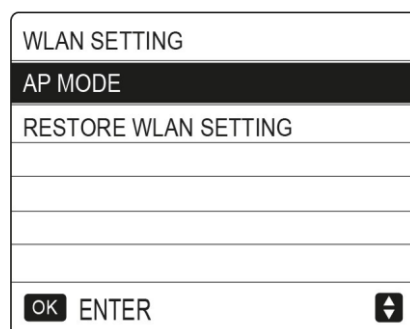 WLAN SETTING
AP MODE
RESTORE WLAN SETTING
OK ENTER